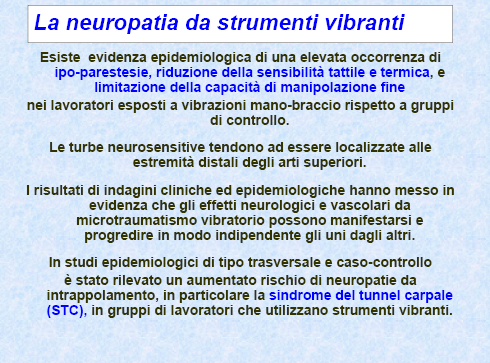 La neuropatia da strumenti vibranti
Esiste evidenza epidemiologica di una elevata occorrenza di
ipo-parestesie, riduzione della sensibilità tattile e termica, e
limitazione della capacità di manipolazione fine
nei lavoratori esposti a vibrazioni mano-braccio rispetto a gruppi
di controllo.
Le turbe neurosensitive tendono ad essere localizzate alle
estremità distali degli arti superiori.
I risultati di indagini cliniche ed epidemiologiche hanno messo in
evidenza che gli effetti neurologici e vascolari da
microtraumatismo vibratorio possono manifestarsi e
progredire in modo indipendente gli uni dagli altri.
In studi epidemiologici di tipo trasversale e caso-controllo
è stato rilevato un aumentato rischio di neuropatie da
intrappolamento, in particolare la sindrome del tunnel carpale
(STC), in gruppi di lavoratori che utilizzano strumenti vibranti.